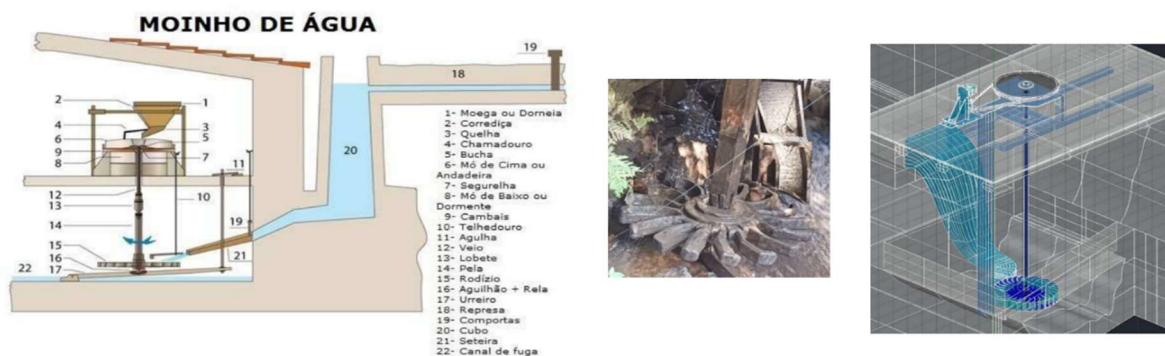 MOINHO DE ÁGUA
19
18
2
1
4
3
6
5
9
7
8
11
12
10
13
14
19
20
15
16
21
17
22
1- Moega ou Dorneia
2- Corrediça
3- Quelha
4- Chamadouro
5- Bucha
6- Mó de Cima ou
Andadeira
7- Segurelha
8- Mó de Baixo ou
Dormente
9- Cambais
10- Telhedouro
11- Agulha
12- Veio
13- Lobete
14- Pela
15- Rodízio
16- Aguilhão + Rela
17- Urreiro
18- Represa
19- Comportas
20- Cubo
21- Seteira
22- Canal de fuga